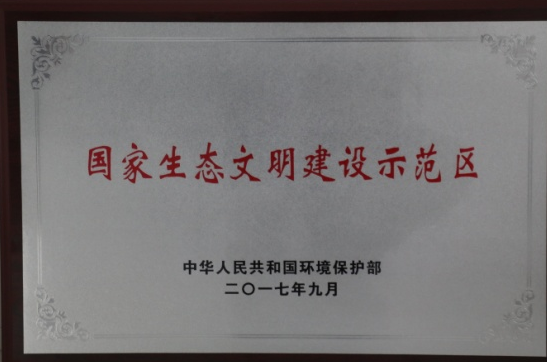 国家生态文明建设示范区
中华人民共和国环境保护部
二〇一七年九月